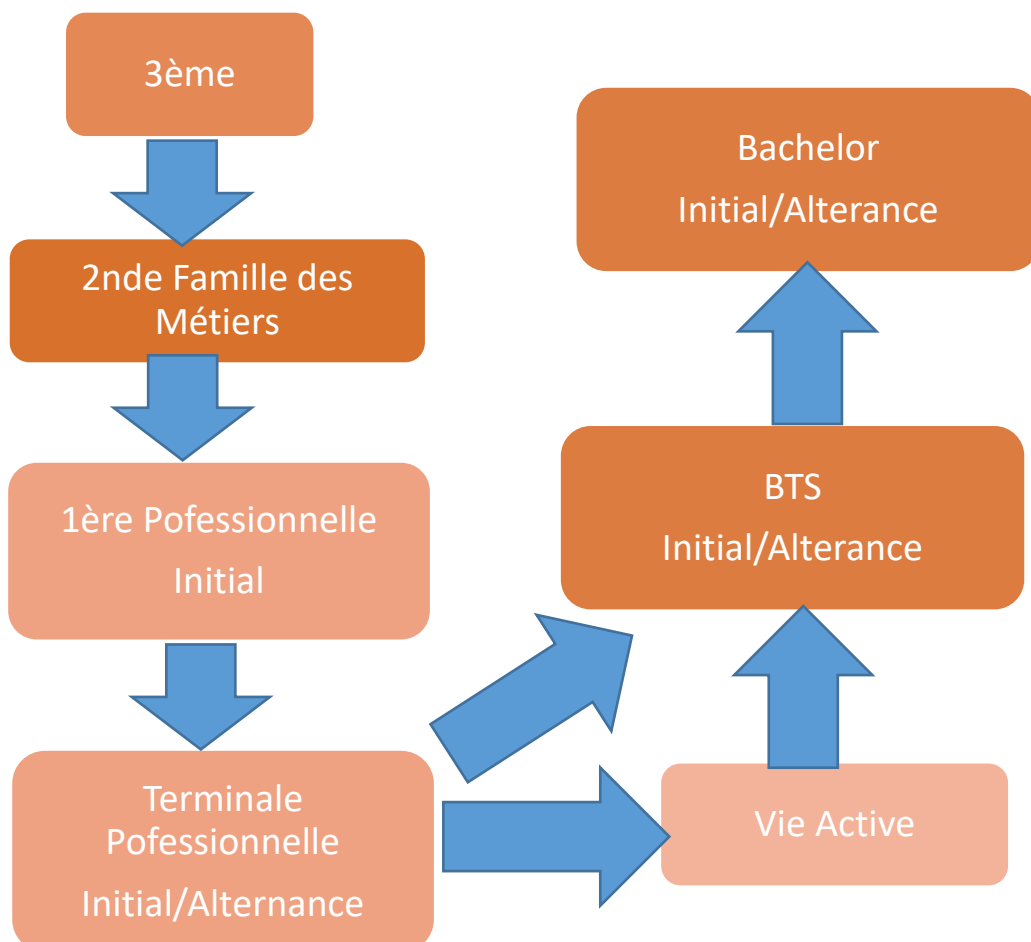 3ème
2nde Famille des
Métiers
1ère Pofessionnelle
Initial
Terminale
Pofessionnelle
Initial/Alternance
Vie Active
BTS
Initial/Alterance
Bachelor
Initial/Alterance